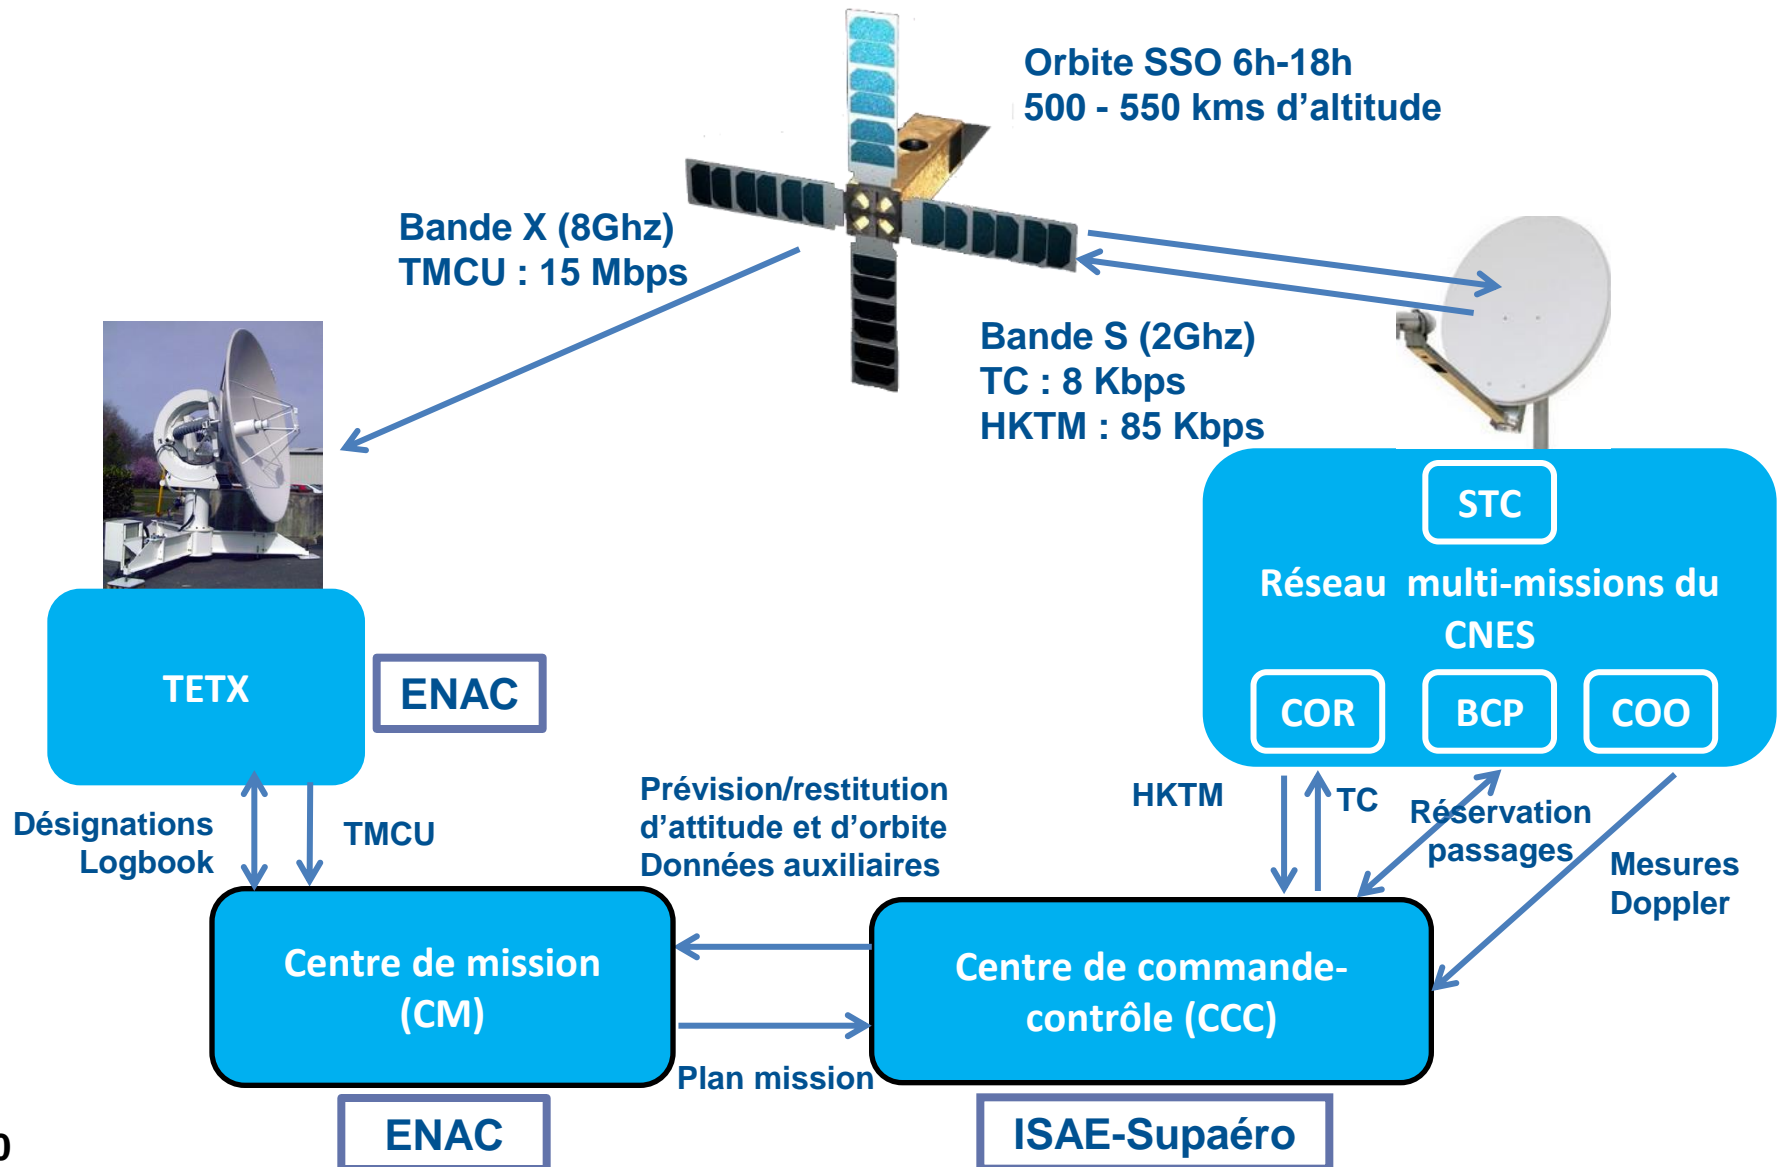 Orbite SSO 6h-18h
500 - 550 kms d’altitude
Bande X (8Ghz)
TMCU : 15 Mbps
Bande S (2Ghz)
TC : 8 Kbps
HKTM : 85 Kbps
STC
Réseau multi-missions du
CNES
COR
BCP
COO
TETX
ENAC
Désignations
Logbook
TMCU
Prévision/restitution
d’attitude et d’orbite
Données auxiliaires
HKTM
TC
Réservation
passages
Mesures
Doppler
Centre de mission
(CM)
Centre de commande-
contrôle (CCC)
Plan mission
ENAC
ISAE-Supaéro
0